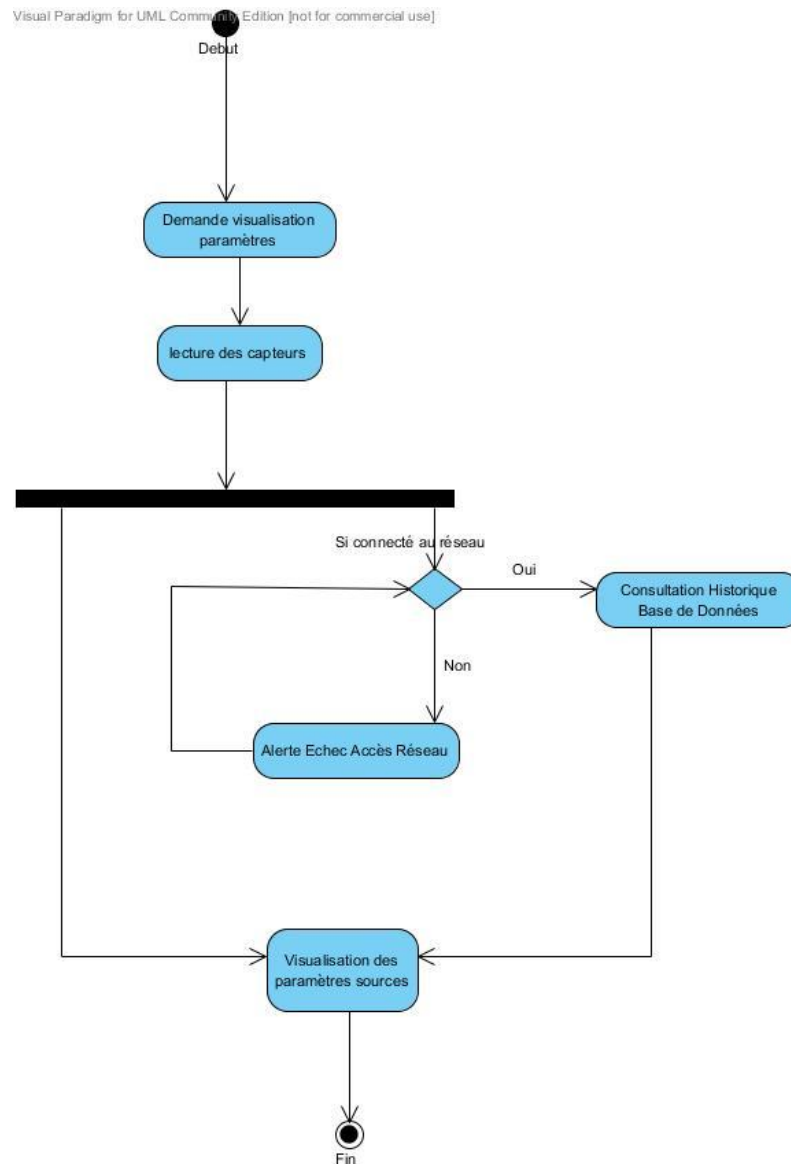 Visual Paradigm for UML Community Edition [not for commercial use]
Debut
Demande visualisation
paramètres
lecture des capteurs
Si connecté au réseau
Oui
Consultation Historique
Base de Données
Non
Alerte Echec Accès Réseau
Visualisation des
paramètres sources
Fin